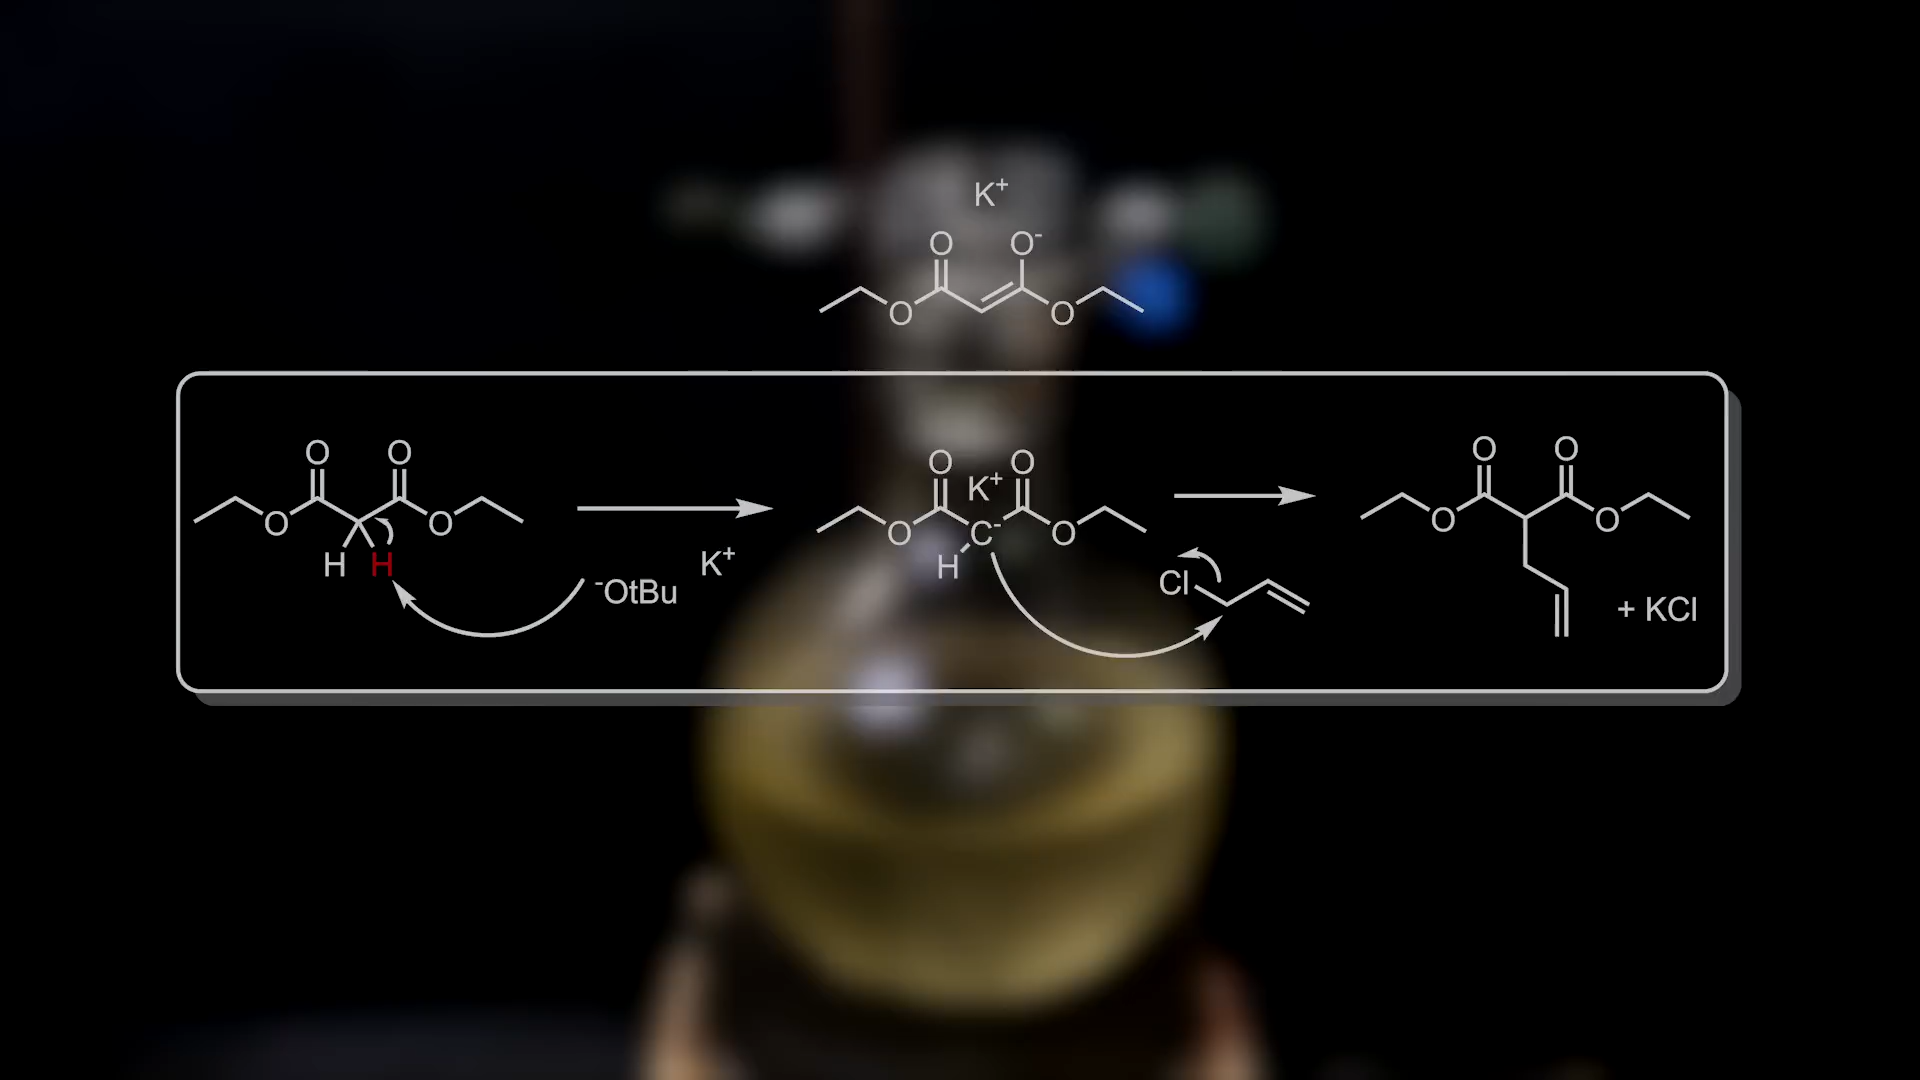 K+
O O-
O O
O O
O O
H H
-OtBu
K+
O O
K+
O C- O
H
Cl
O O
O O
+ KCl